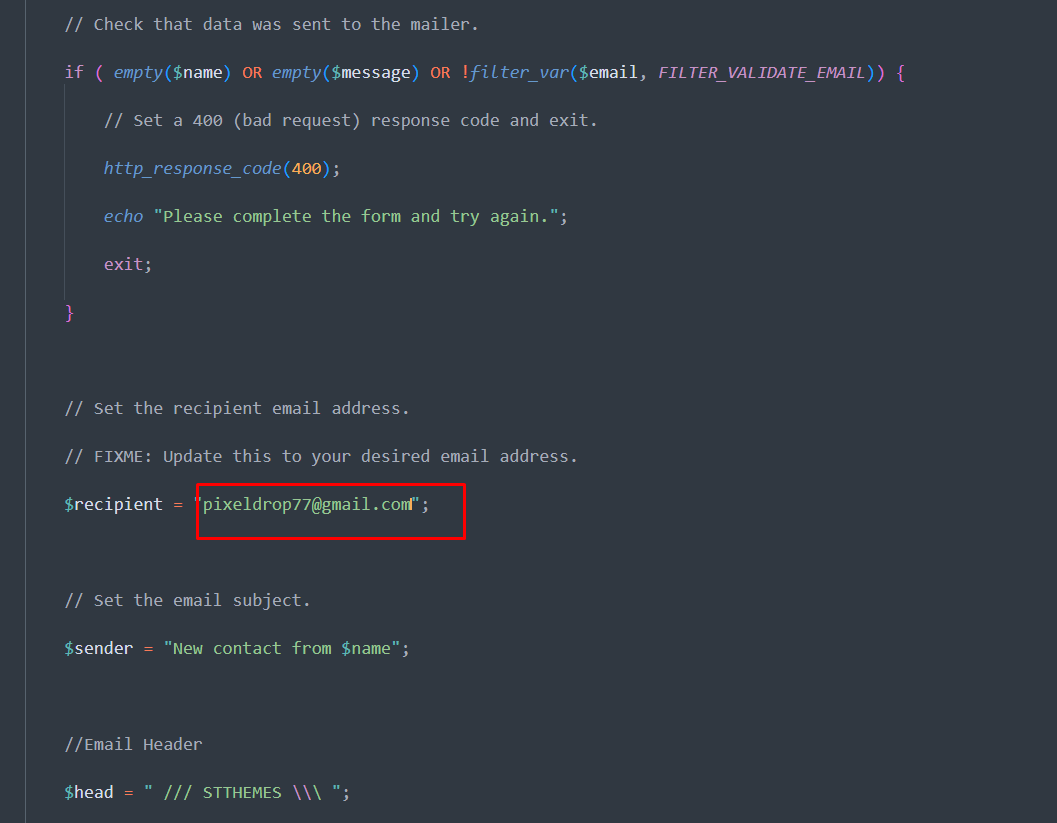 // Check that data was sent to the mailer.
if ( empty($name) OR empty($message) OR !filter_var($email, FILTER_VALIDATE_EMAIL)) {
// Set a 400 (bad request) response code and exit.
http_response_code(400);
echo "Please complete the form and try again.";
exit;
}
// Set the recipient email address.
// FIXME: Update this to your desired email address.
$recipient = "pixeldrop77@gmail.com";
// Set the email subject.
$sender = "New contact from $name";
//Email Header
$head = " /// STTHEMES \\\ ";